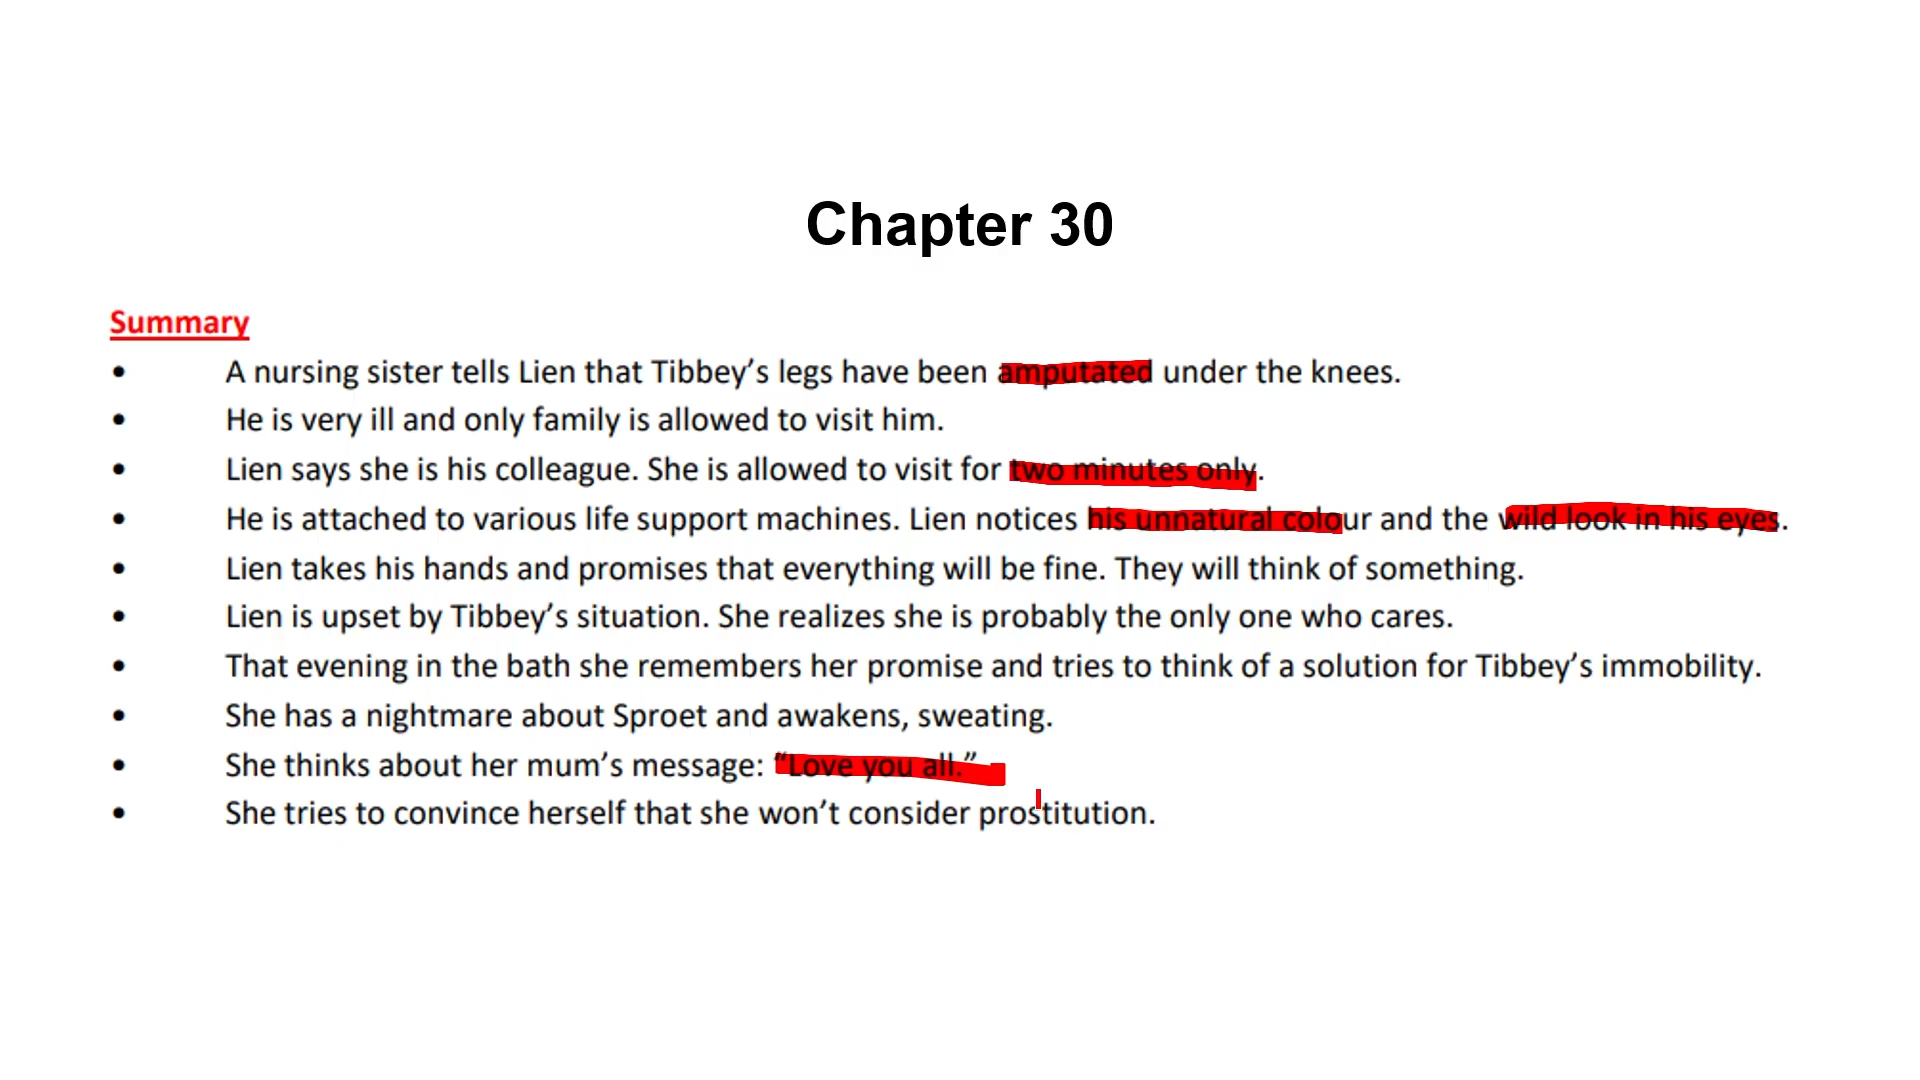 Chapter 30
Summary
• A nursing sister tells Lien that Tibbey’s legs have been amputated under the knees.
• He is very ill and only family is allowed to visit him.
• Lien says she is his colleague. She is allowed to visit for two minutes only.
• He is attached to various life support machines. Lien notices his unnatural colour and the wild look in his eyes.
• Lien takes his hands and promises that everything will be fine. They will think of something.
• Lien is upset by Tibbey’s situation. She realizes she is probably the only one who cares.
• That evening in the bath she remembers her promise and tries to think of a solution for Tibbey’s immobility.
• She has a nightmare about Sproet and awakens, sweating.
• She thinks about her mum’s message: “Love you all.”
• She tries to convince herself that she won’t consider prostitution.